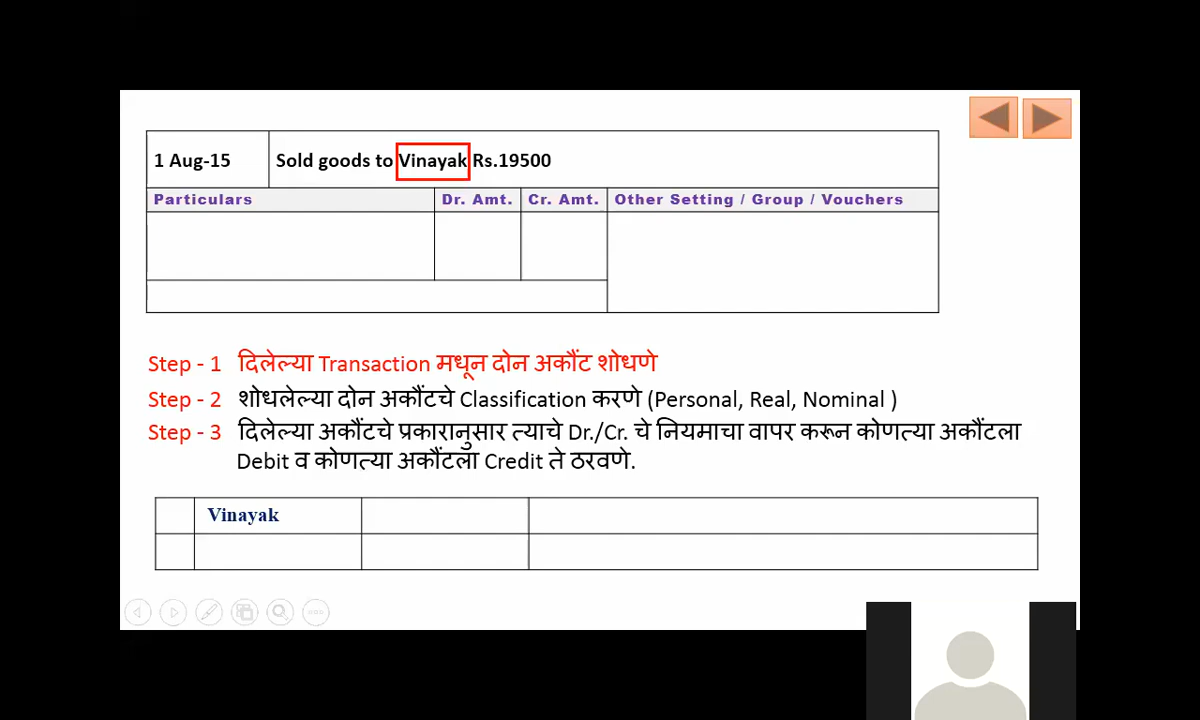 1 Aug-15 Sold goods to Vinayak Rs.19500
Particulars Dr. Amt. Cr. Amt. Other Setting / Group / Vouchers
Step - 1 दिलेल्या Transaction मधून दोन अकौंट शोधणे
Step - 2 शोधलेल्या दोन अकौंटचे Classification करणे (Personal, Real, Nominal )
Step - 3 दिलेल्या अकौंटचे प्रकारानुसार त्याचे Dr./Cr. चे नियमाचा वापर करून कोणत्या अकौंटला
Debit व कोणत्या अकौंटला Credit ते ठरवणे.
Vinayak